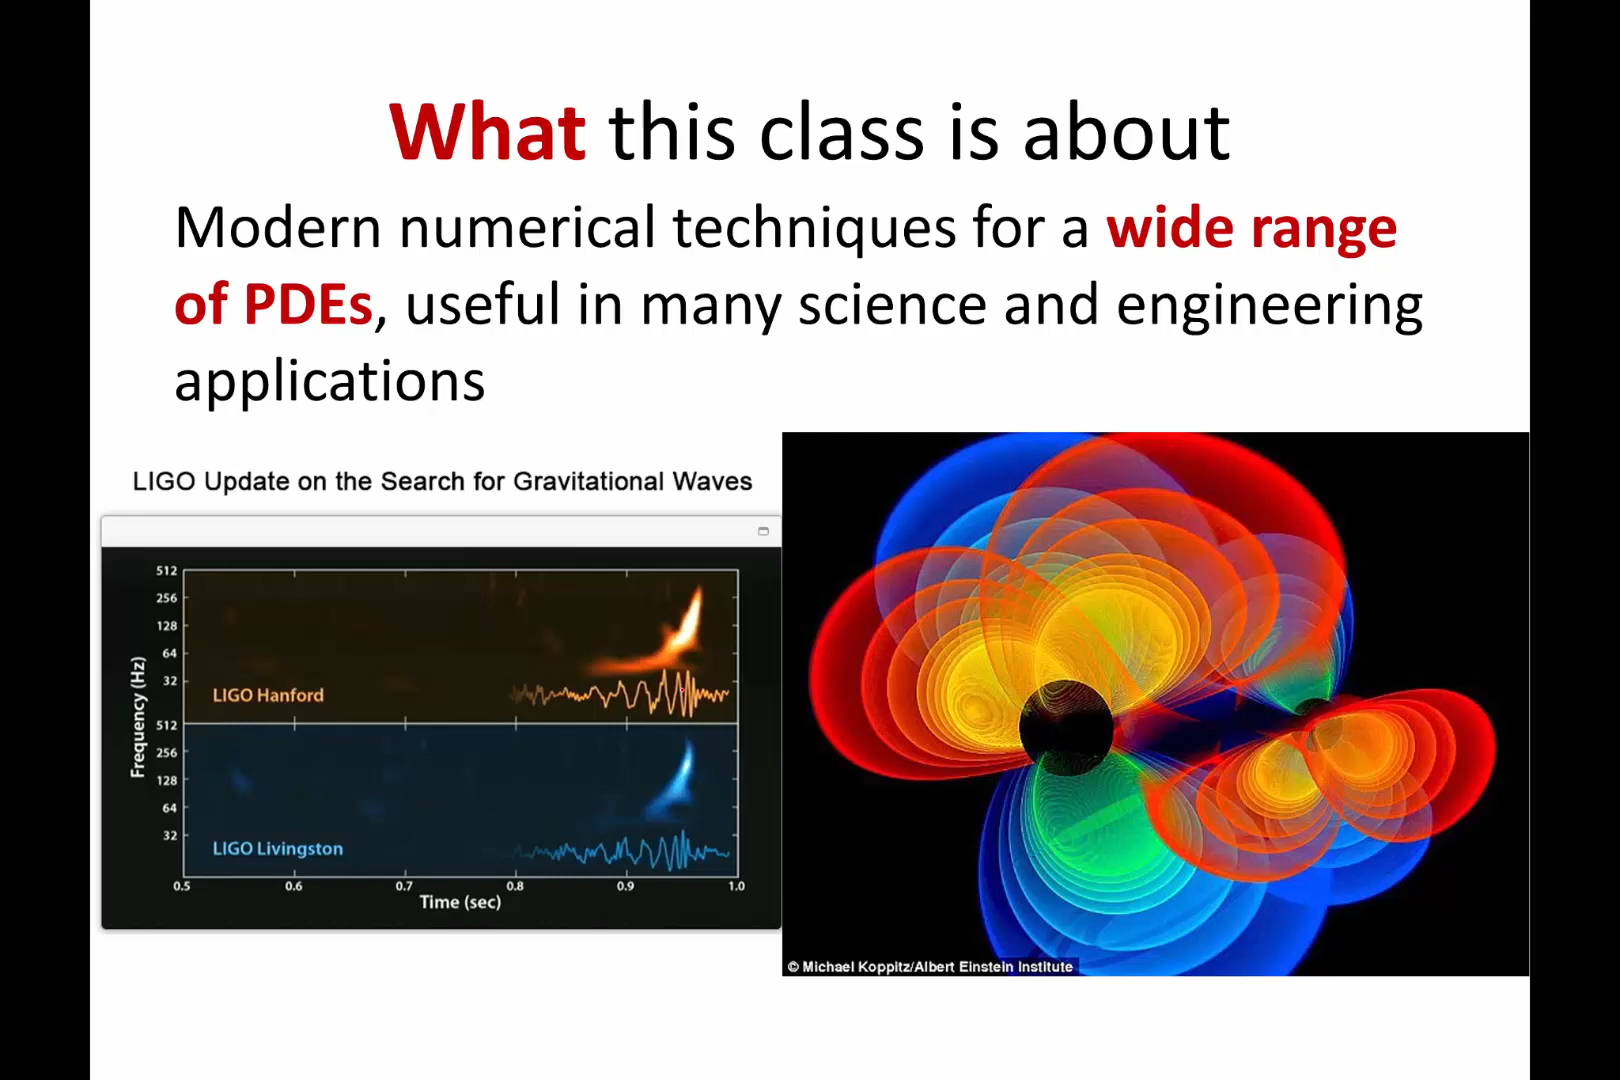 What this class is about
Modern numerical techniques for a wide range
of PDEs, useful in many science and engineering
applications
LIGO Update on the Search for Gravitational Waves
512
256
128
64
32
LIGO Hanford
512
256
128
64
32
LIGO Livingston
Frequency (Hz)
0.5 0.6 0.7 0.8 0.9 1.0
Time (sec)
© Michael Koppitz/Albert Einstein Institute